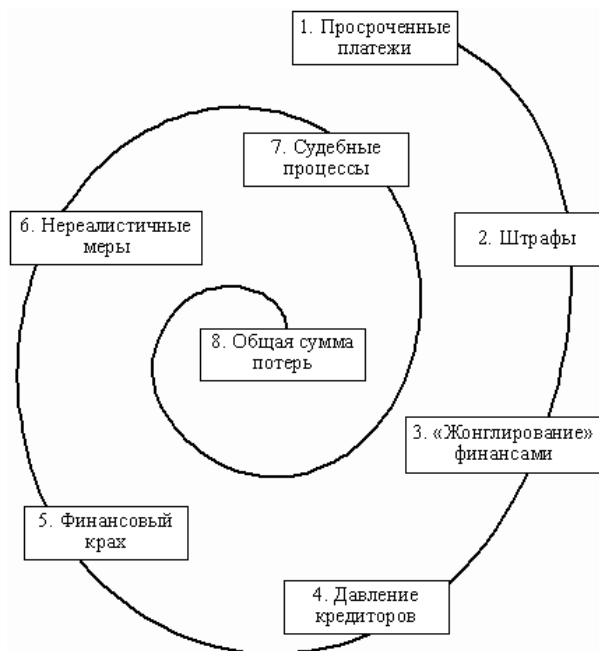 1. Просроченные
платежи
2. Штрафы
3. «Жонглирование»
финансами
4. Давление
кредиторов
5. Финансовый
крах
6. Нереалистичные
меры
7. Судебные
процессы
8. Общая сумма
потерь